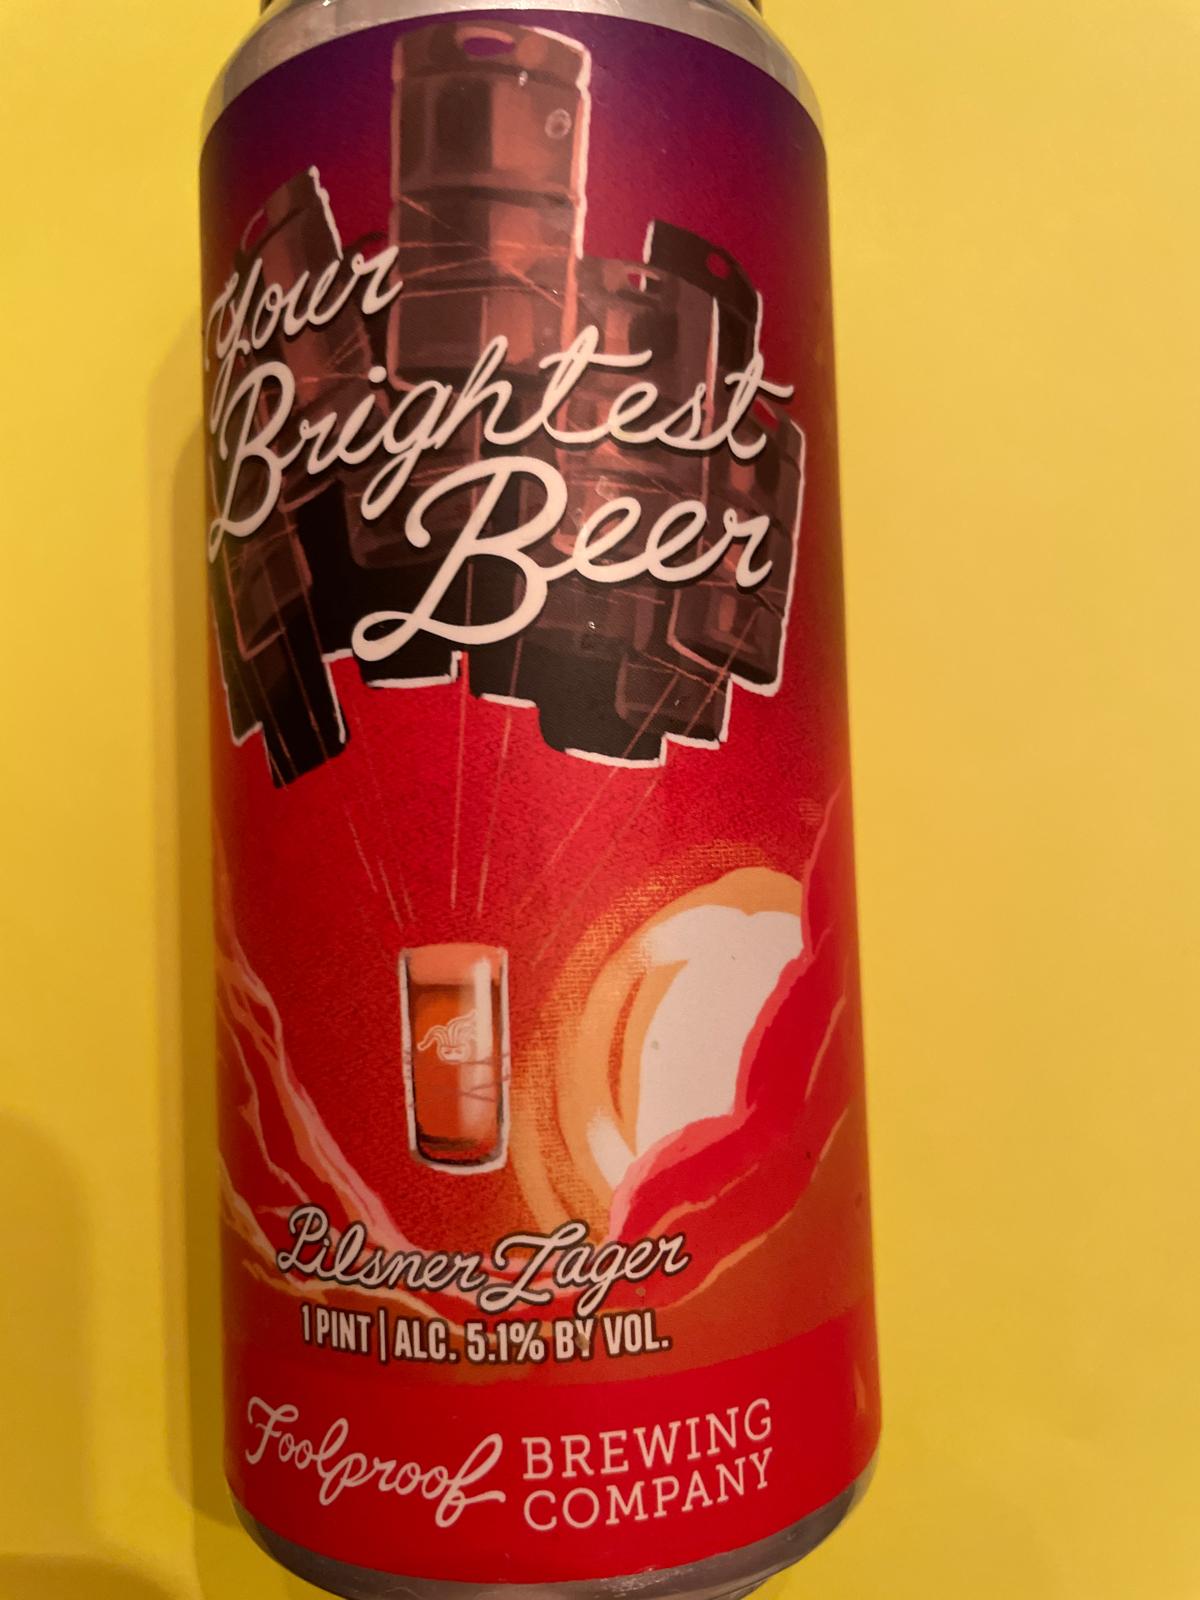 Your
Brightest
Beer
Pilsner Lager
1 PINT | ALC. 5.1% BY VOL.
Foolproof BREWING
COMPANY